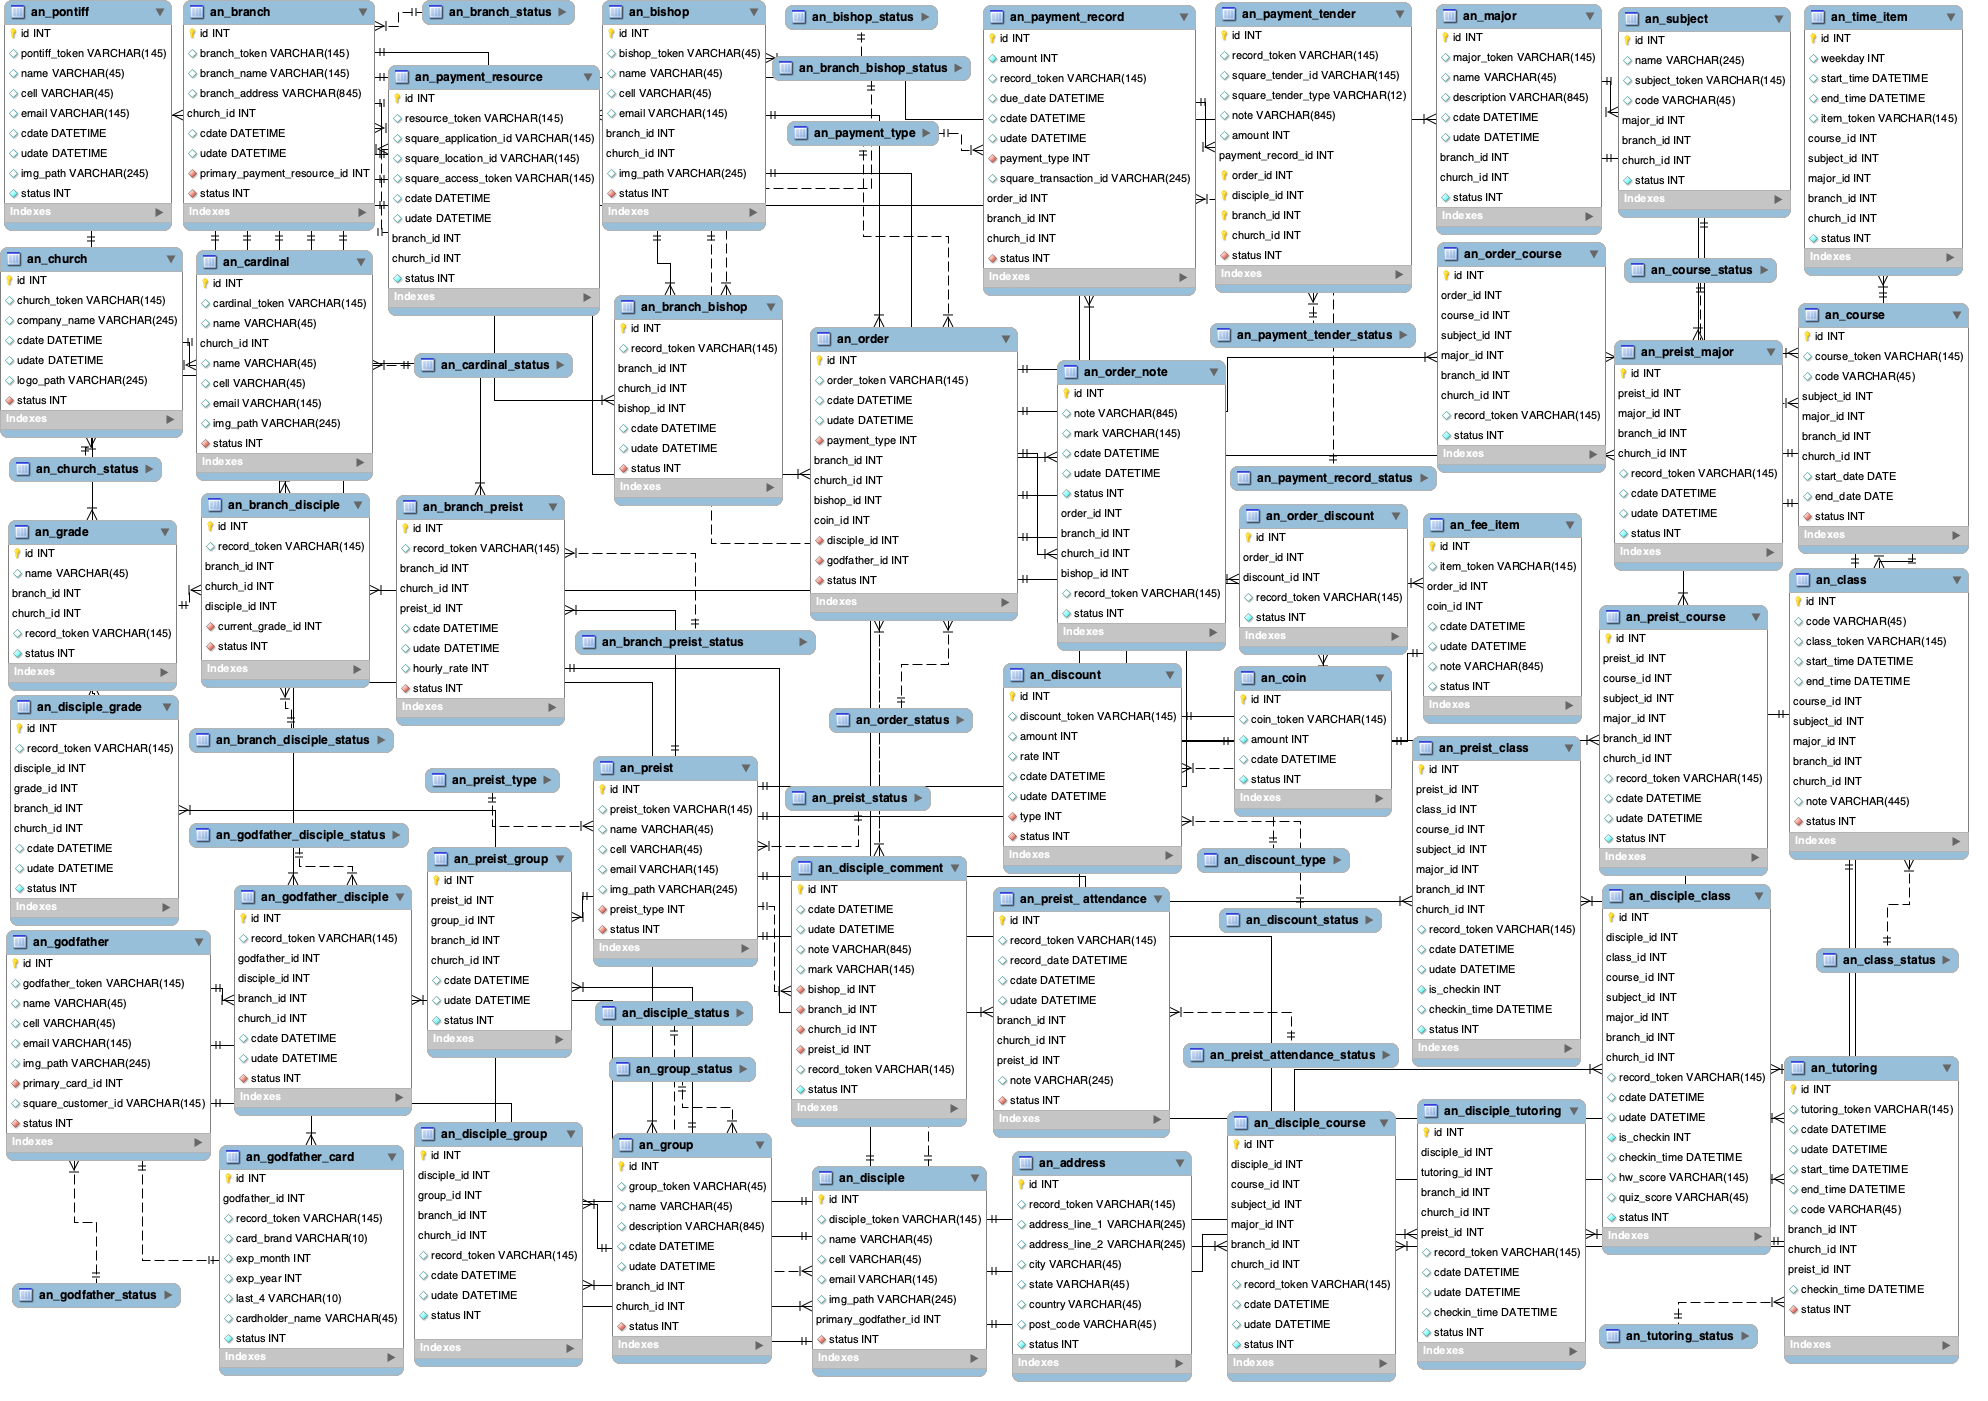 an_pontiff
id INT
pontiff_token VARCHAR(145)
name VARCHAR(45)
cell VARCHAR(45)
email VARCHAR(145)
cdate DATETIME
udate DATETIME
img_path VARCHAR(245)
status INT
Indexes
an_branch
id INT
branch_token VARCHAR(145)
branch_name VARCHAR(145)
branch_address VARCHAR(845)
church_id INT
cdate DATETIME
udate DATETIME
primary_payment_resource_id INT
status INT
Indexes
an_branch_status
an_payment_resource
id INT
resource_token VARCHAR(145)
square_application_id VARCHAR(145)
square_location_id VARCHAR(145)
square_access_token VARCHAR(145)
cdate DATETIME
udate DATETIME
branch_id INT
church_id INT
status INT
Indexes
an_bishop
id INT
bishop_token VARCHAR(45)
name VARCHAR(45)
cell VARCHAR(45)
email VARCHAR(145)
branch_id INT
church_id INT
img_path VARCHAR(245)
status INT
Indexes
an_bishop_status
an_branch_bishop_status
an_payment_type
an_payment_record
id INT
amount INT
record_token VARCHAR(145)
due_date DATETIME
cdate DATETIME
udate DATETIME
payment_type INT
square_transaction_id VARCHAR(245)
order_id INT
branch_id INT
church_id INT
status INT
Indexes
an_payment_tender
id INT
record_token VARCHAR(145)
square_tender_id VARCHAR(145)
square_tender_type VARCHAR(12)
note VARCHAR(845)
amount INT
payment_record_id INT
order_id INT
disciple_id INT
branch_id INT
church_id INT
status INT
Indexes
an_major
id INT
major_token VARCHAR(145)
name VARCHAR(45)
description VARCHAR(845)
cdate DATETIME
udate DATETIME
branch_id INT
church_id INT
status INT
Indexes
an_subject
id INT
name VARCHAR(245)
subject_token VARCHAR(145)
code VARCHAR(45)
major_id INT
branch_id INT
church_id INT
status INT
Indexes
an_time_item
id INT
weekday INT
start_time DATETIME
end_time DATETIME
item_token VARCHAR(145)
course_id INT
subject_id INT
major_id INT
branch_id INT
church_id INT
status INT
Indexes
an_church
id INT
church_token VARCHAR(145)
company_name VARCHAR(245)
cdate DATETIME
udate DATETIME
logo_path VARCHAR(245)
status INT
Indexes
an_cardinal
id INT
cardinal_token VARCHAR(145)
name VARCHAR(45)
church_id INT
name VARCHAR(45)
cell VARCHAR(45)
email VARCHAR(145)
img_path VARCHAR(245)
status INT
Indexes
an_cardinal_status
an_branch_bishop
id INT
record_token VARCHAR(145)
branch_id INT
church_id INT
bishop_id INT
cdate DATETIME
udate DATETIME
status INT
Indexes
an_order
id INT
order_token VARCHAR(145)
cdate DATETIME
udate DATETIME
payment_type INT
branch_id INT
church_id INT
bishop_id INT
coin_id INT
disciple_id INT
godfather_id INT
status INT
Indexes
an_order_note
id INT
note VARCHAR(845)
mark VARCHAR(145)
cdate DATETIME
udate DATETIME
status INT
order_id INT
branch_id INT
church_id INT
bishop_id INT
record_token VARCHAR(145)
status INT
Indexes
an_payment_tender_status
an_payment_record_status
an_order_course
id INT
order_id INT
course_id INT
subject_id INT
major_id INT
branch_id INT
church_id INT
record_token VARCHAR(145)
status INT
Indexes
an_course_status
an_preist_major
id INT
preist_id INT
major_id INT
branch_id INT
church_id INT
record_token VARCHAR(145)
cdate DATETIME
udate DATETIME
status INT
Indexes
an_course
id INT
course_token VARCHAR(145)
code VARCHAR(45)
subject_id INT
major_id INT
branch_id INT
church_id INT
start_date DATE
end_date DATE
status INT
Indexes
an_church_status
an_grade
id INT
name VARCHAR(45)
branch_id INT
church_id INT
record_token VARCHAR(145)
status INT
Indexes
an_branch_disciple
id INT
record_token VARCHAR(145)
branch_id INT
church_id INT
disciple_id INT
current_grade_id INT
status INT
Indexes
an_branch_preist
id INT
record_token VARCHAR(145)
branch_id INT
church_id INT
preist_id INT
cdate DATETIME
udate DATETIME
hourly_rate INT
status INT
Indexes
an_branch_preist_status
an_order_discount
id INT
order_id INT
discount_id INT
record_token VARCHAR(145)
status INT
Indexes
an_fee_item
id INT
item_token VARCHAR(145)
order_id INT
coin_id INT
cdate DATETIME
udate DATETIME
note VARCHAR(845)
status INT
Indexes
an_preist_course
id INT
preist_id INT
course_id INT
subject_id INT
major_id INT
branch_id INT
church_id INT
record_token VARCHAR(145)
cdate DATETIME
udate DATETIME
status INT
Indexes
an_class
id INT
code VARCHAR(45)
class_token VARCHAR(145)
start_time DATETIME
end_time DATETIME
course_id INT
subject_id INT
major_id INT
branch_id INT
church_id INT
note VARCHAR(445)
status INT
Indexes
an_disciple_grade
id INT
record_token VARCHAR(145)
disciple_id INT
grade_id INT
branch_id INT
church_id INT
cdate DATETIME
udate DATETIME
status INT
Indexes
an_branch_disciple_status
an_godfather_disciple_status
an_preist_type
an_preist
id INT
preist_token VARCHAR(145)
name VARCHAR(45)
cell VARCHAR(45)
email VARCHAR(145)
img_path VARCHAR(245)
preist_type INT
status INT
Indexes
an_order_status
an_preist_status
an_discount
id INT
discount_token VARCHAR(145)
amount INT
rate INT
cdate DATETIME
udate DATETIME
type INT
status INT
Indexes
an_coin
id INT
coin_token VARCHAR(145)
amount INT
cdate DATETIME
status INT
Indexes
an_discount_type
an_discount_status
an_preist_class
id INT
preist_id INT
class_id INT
course_id INT
subject_id INT
major_id INT
branch_id INT
church_id INT
record_token VARCHAR(145)
cdate DATETIME
udate DATETIME
is_checkin INT
checkin_time DATETIME
status INT
Indexes
an_preist_group
id INT
preist_id INT
group_id INT
branch_id INT
church_id INT
cdate DATETIME
udate DATETIME
status INT
Indexes
an_disciple_comment
id INT
cdate DATETIME
udate DATETIME
note VARCHAR(845)
mark VARCHAR(145)
bishop_id INT
branch_id INT
church_id INT
preist_id INT
record_token VARCHAR(145)
status INT
Indexes
an_preist_ attendance
id INT
record_token VARCHAR(145)
record_date DATETIME
cdate DATETIME
udate DATETIME
branch_id INT
church_id INT
preist_id INT
note VARCHAR(245)
status INT
Indexes
an_preist_attendance_status
an_disciple_class
id INT
disciple_id INT
class_id INT
course_id INT
subject_id INT
major_id INT
branch_id INT
church_id INT
record_token VARCHAR(145)
cdate DATETIME
udate DATETIME
is_checkin INT
checkin_time DATETIME
hw_score VARCHAR(145)
quiz_score VARCHAR(45)
status INT
Indexes
an_class_status
an_godfather
id INT
godfather_token VARCHAR(145)
name VARCHAR(45)
cell VARCHAR(45)
email VARCHAR(145)
img_path VARCHAR(245)
primary_card_id INT
square_customer_id VARCHAR(145)
status INT
Indexes
an_godfather_disciple
id INT
record_token VARCHAR(145)
godfather_id INT
disciple_id INT
branch_id INT
church_id INT
cdate DATETIME
udate DATETIME
status INT
Indexes
an_disciple_status
an_group_status
an_godfather_status
an_godfather_card
id INT
godfather_id INT
record_token VARCHAR(145)
card_brand VARCHAR(10)
exp_month INT
exp_year INT
last_4 VARCHAR(10)
cardholder_name VARCHAR(45)
status INT
Indexes
an_disciple_group
id INT
disciple_id INT
group_id INT
branch_id INT
church_id INT
record_token VARCHAR(145)
cdate DATETIME
udate DATETIME
status INT
Indexes
an_group
id INT
group_token VARCHAR(45)
name VARCHAR(45)
description VARCHAR(845)
cdate DATETIME
udate DATETIME
branch_id INT
church_id INT
status INT
Indexes
an_disciple
id INT
disciple_token VARCHAR(145)
name VARCHAR(45)
cell VARCHAR(45)
email VARCHAR(145)
img_path VARCHAR(245)
primary_godfather_id INT
status INT
Indexes
an_address
id INT
record_token VARCHAR(145)
address_line_1 VARCHAR(245)
address_line_2 VARCHAR(245)
city VARCHAR(45)
state VARCHAR(45)
country VARCHAR(45)
post_code VARCHAR(45)
status INT
Indexes
an_disciple_course
id INT
disciple_id INT
course_id INT
subject_id INT
major_id INT
branch_id INT
church_id INT
record_token VARCHAR(145)
cdate DATETIME
udate DATETIME
status INT
Indexes
an_disciple_tutoring
id INT
disciple_id INT
tutoring_id INT
branch_id INT
church_id INT
preist_id INT
record_token VARCHAR(145)
cdate DATETIME
udate DATETIME
checkin_time DATETIME
status INT
Indexes
an_tutoring_status
an_tutoring
id INT
tutoring_token VARCHAR(145)
cdate DATETIME
udate DATETIME
start_time DATETIME
end_time DATETIME
code VARCHAR(45)
branch_id INT
church_id INT
preist_id INT
checkin_time DATETIME
status INT
Indexes